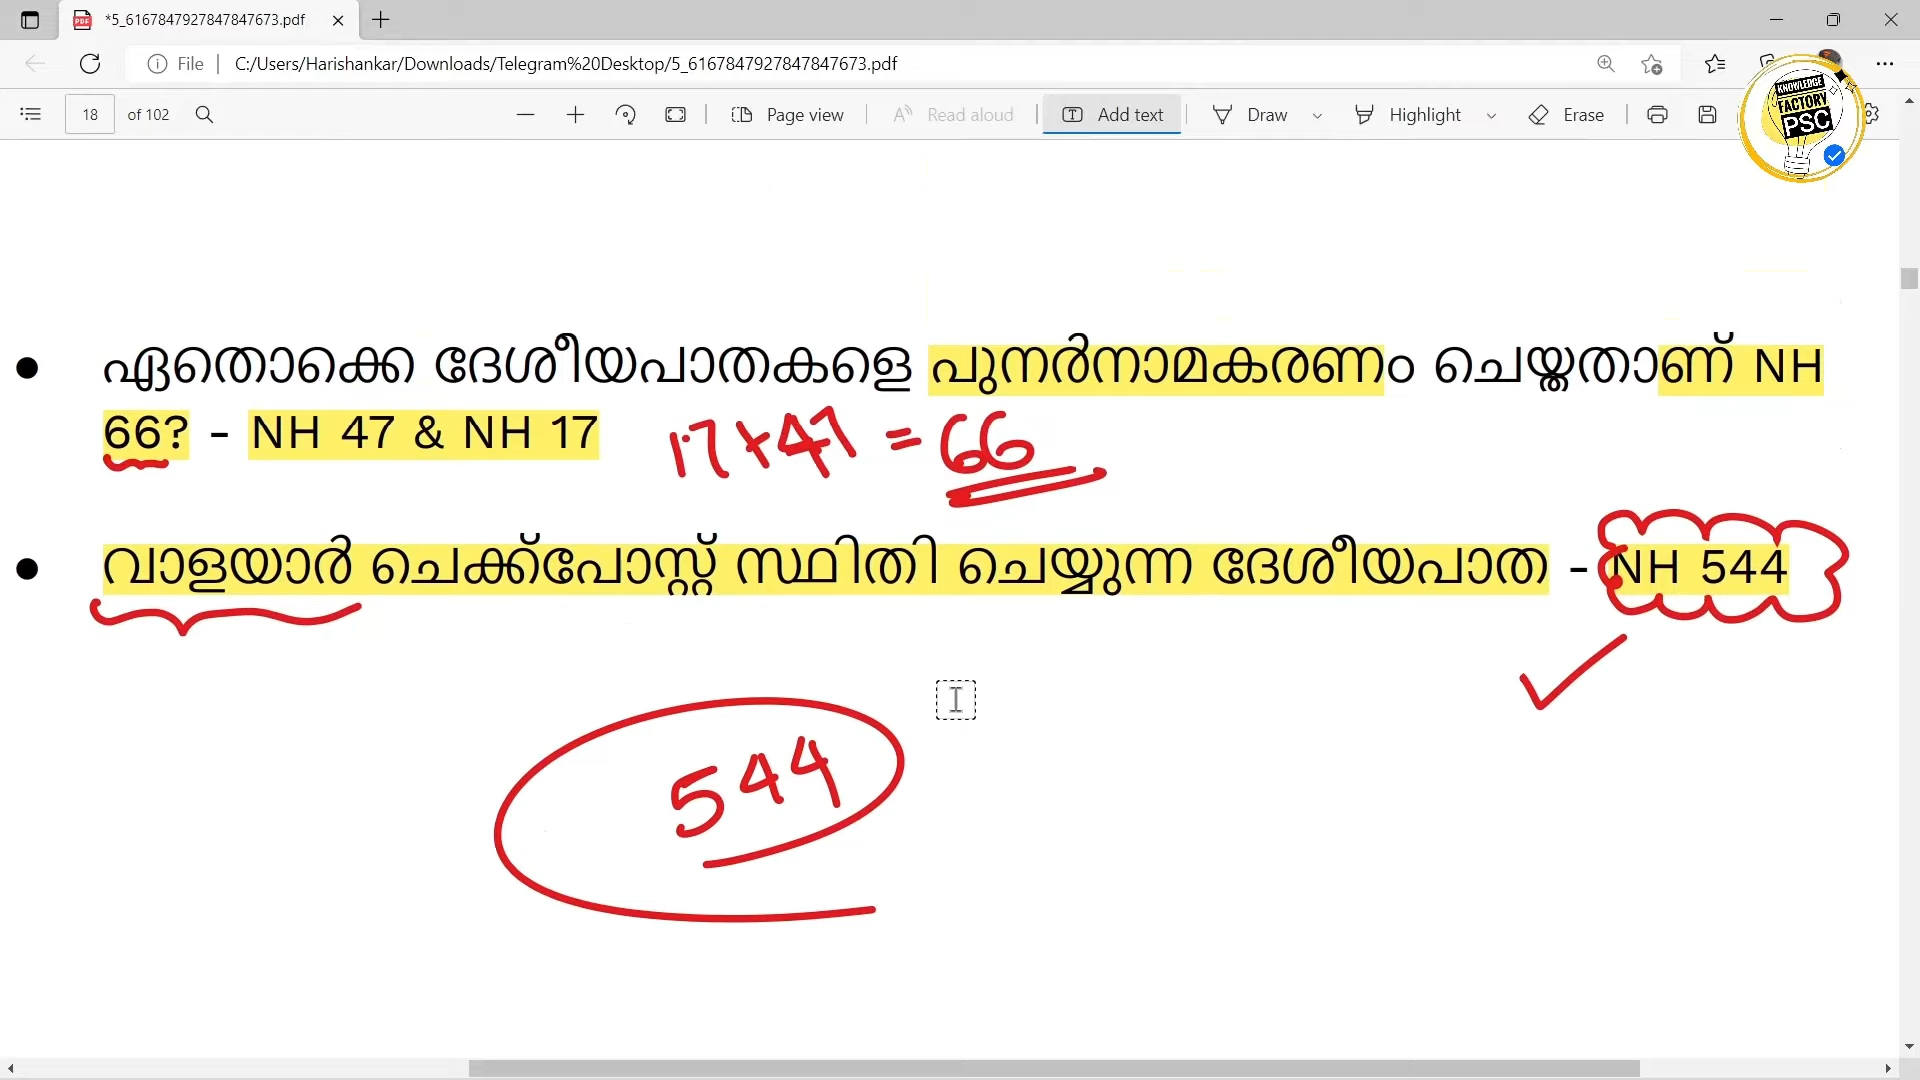 *5_6167847927847847673.pdf
File
C:/Users/Harishankar/Downloads/Telegram%20Desktop/5_6167847927847847673.pdf
18 of 102
Page view
Read aloud
Add text
Draw
Highlight
Erase
KNOWLEDGE
FACTORY
PSC
ഏതൊക്കെ ദേശീയപാതകളെ പുനർനാമകരണം ചെയ്തതാണ് NH
66? - NH 47 & NH 17
17+47 = 66
വാളയാർ ചെക്ക്പോസ്റ്റ് സ്ഥിതി ചെയ്യുന്ന ദേശീയപാത - NH 544
544